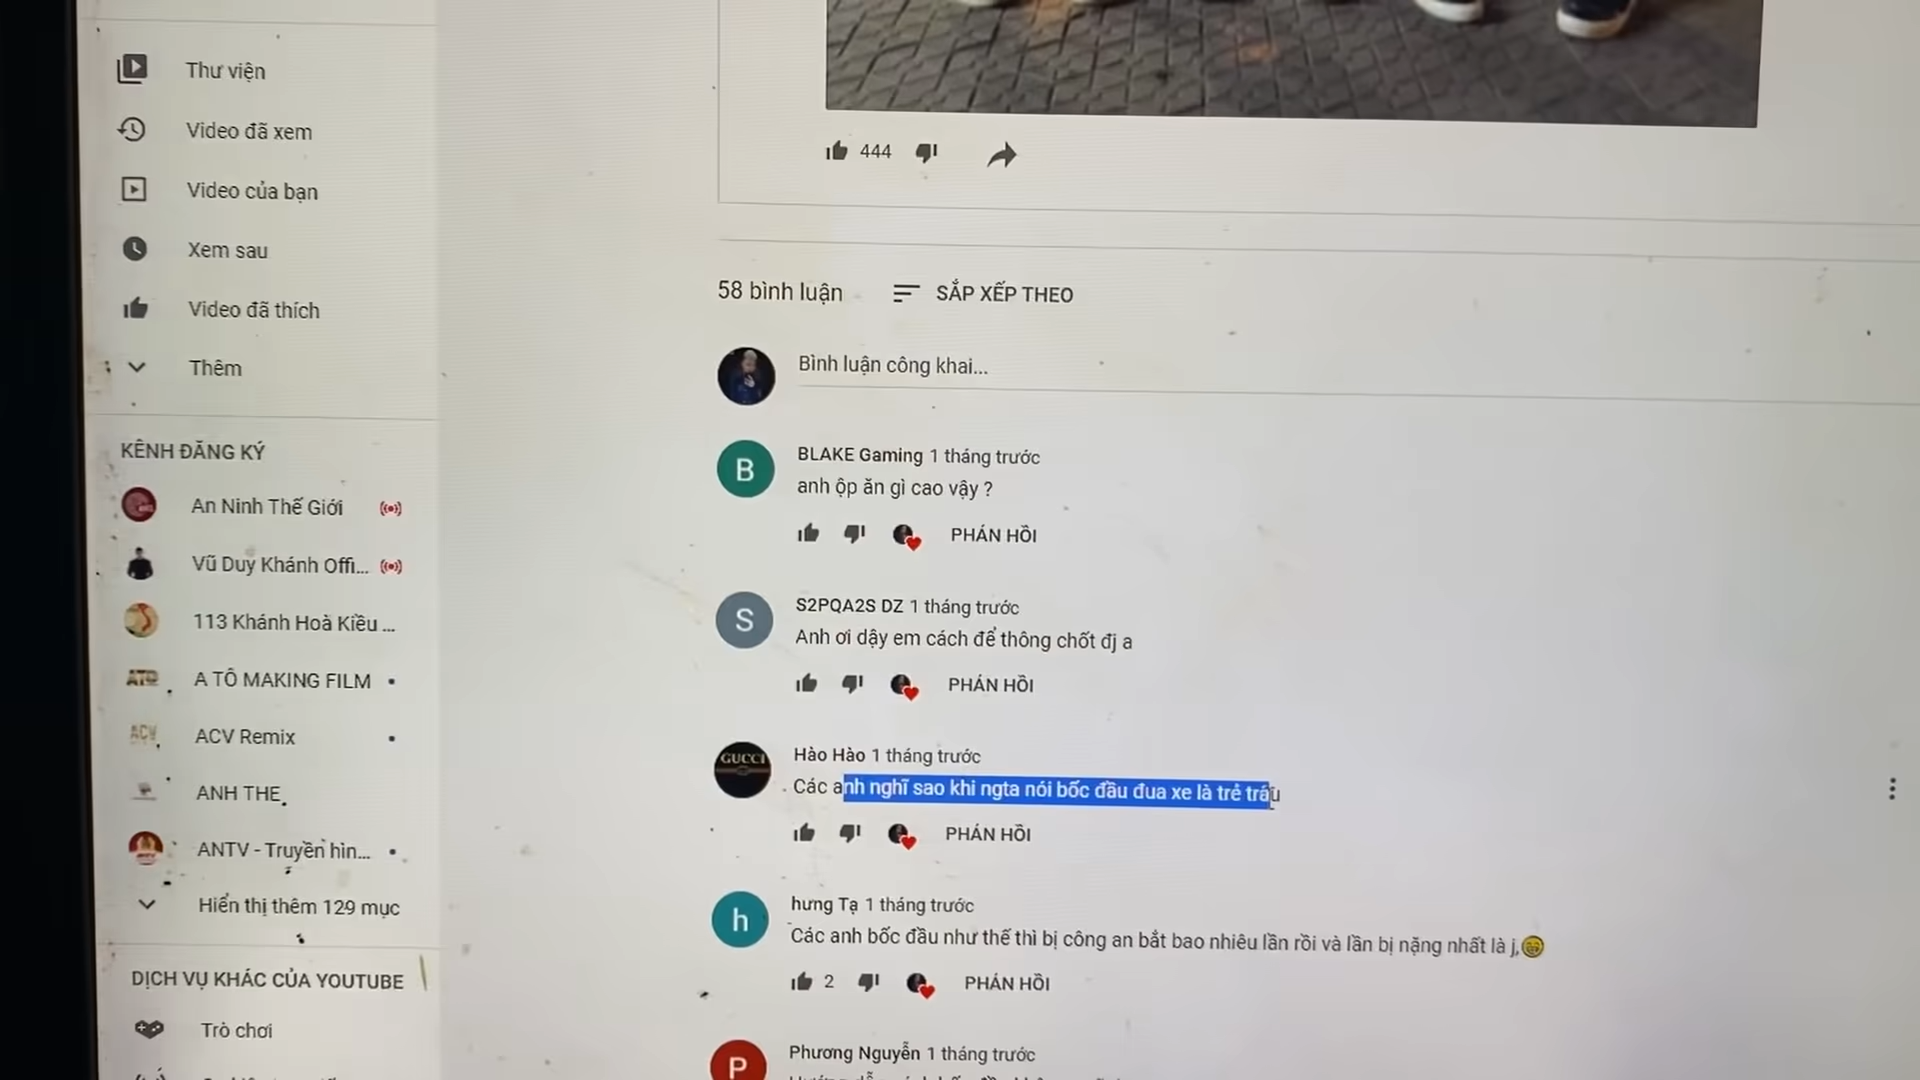 Thư viện
Video đã xem
Video của bạn
Xem sau
Video đã thích
Thêm
KÊNH ĐĂNG KÝ
An Ninh Thế Giới
Vũ Duy Khánh Offi...
113 Khánh Hoà Kiều ...
A TÔ MAKING FILM
ACV Remix
ANH THE
ANTV - Truyền hìn...
Hiển thị thêm 129 mục
DỊCH VỤ KHÁC CỦA YOUTUBE
Trò chơi
444
58 bình luận
SẮP XẾP THEO
Bình luận công khai...
B
BLAKE Gaming 1 tháng trước
anh ộp ăn gì cao vậy ?
PHẢN HỒI
S
S2PQA2S DZ 1 tháng trước
Anh ơi dậy em cách để thông chốt đj a
PHẢN HỒI
GUCCI
Hào Hào 1 tháng trước
Các anh nghĩ sao khi ngta nói bốc đầu đua xe là trẻ trâu
PHẢN HỒI
h
hưng Tạ 1 tháng trước
Các anh bốc đầu như thế thì bị công an bắt bao nhiêu lần rồi và lần bị nặng nhất là j,😁
2
PHẢN HỒI
P
Phương Nguyễn 1 tháng trước